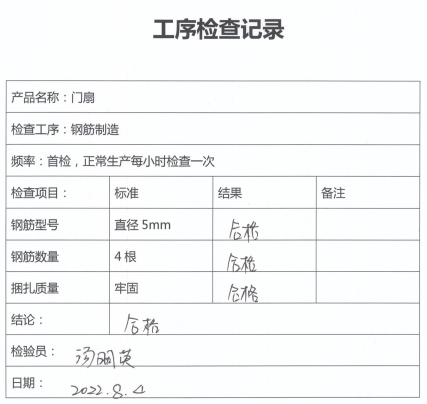 工序检查记录
产品名称：门扇
检查工序：钢筋制造
频率：首检，正常生产每小时检查一次
检查项目： 标准 结果 备注
钢筋型号 直径 5mm 合格
钢筋数量 4 根 合格
捆扎质量 牢固 合格
结论： 合格
检验员： 汤丽英
日期： 2022.8.4